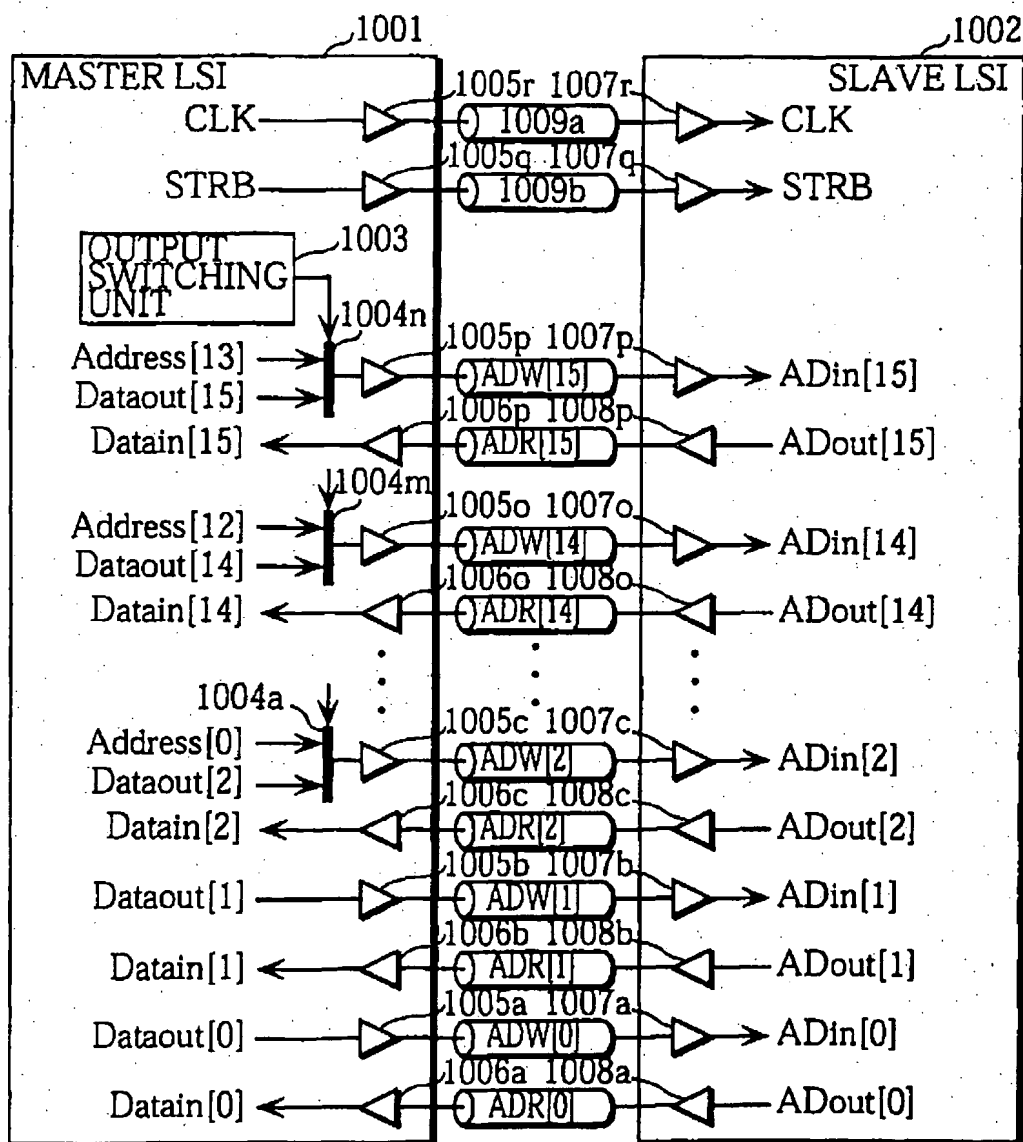 1001
1002
MASTER LSI
SLAVE LSI
1005r 1007r
CLK
1009a
CLK
1005q 1007q
STRB
1009b
STRB
OUTPUT
SWITCHING
UNIT
1003
1004n
1005p 1007p
Address[13]
ADW[15]
ADin[15]
Dataout[15]
1006p 1008p
Datain[15]
ADR[15]
ADout[15]
1004m
1005o 1007o
Address[12]
ADW[14]
ADin[14]
Dataout[14]
1006o 1008o
Datain[14]
ADR[14]
ADout[14]
1004a
1005c 1007c
Address[0]
ADW[2]
ADin[2]
Dataout[2]
1006c 1008c
Datain[2]
ADR[2]
ADout[2]
1005b 1007b
Dataout[1]
ADW[1]
ADin[1]
1006b 1008b
Datain[1]
ADR[1]
ADout[1]
1005a 1007a
Dataout[0]
ADW[0]
ADin[0]
1006a 1008a
Datain[0]
ADR[0]
ADout[0]